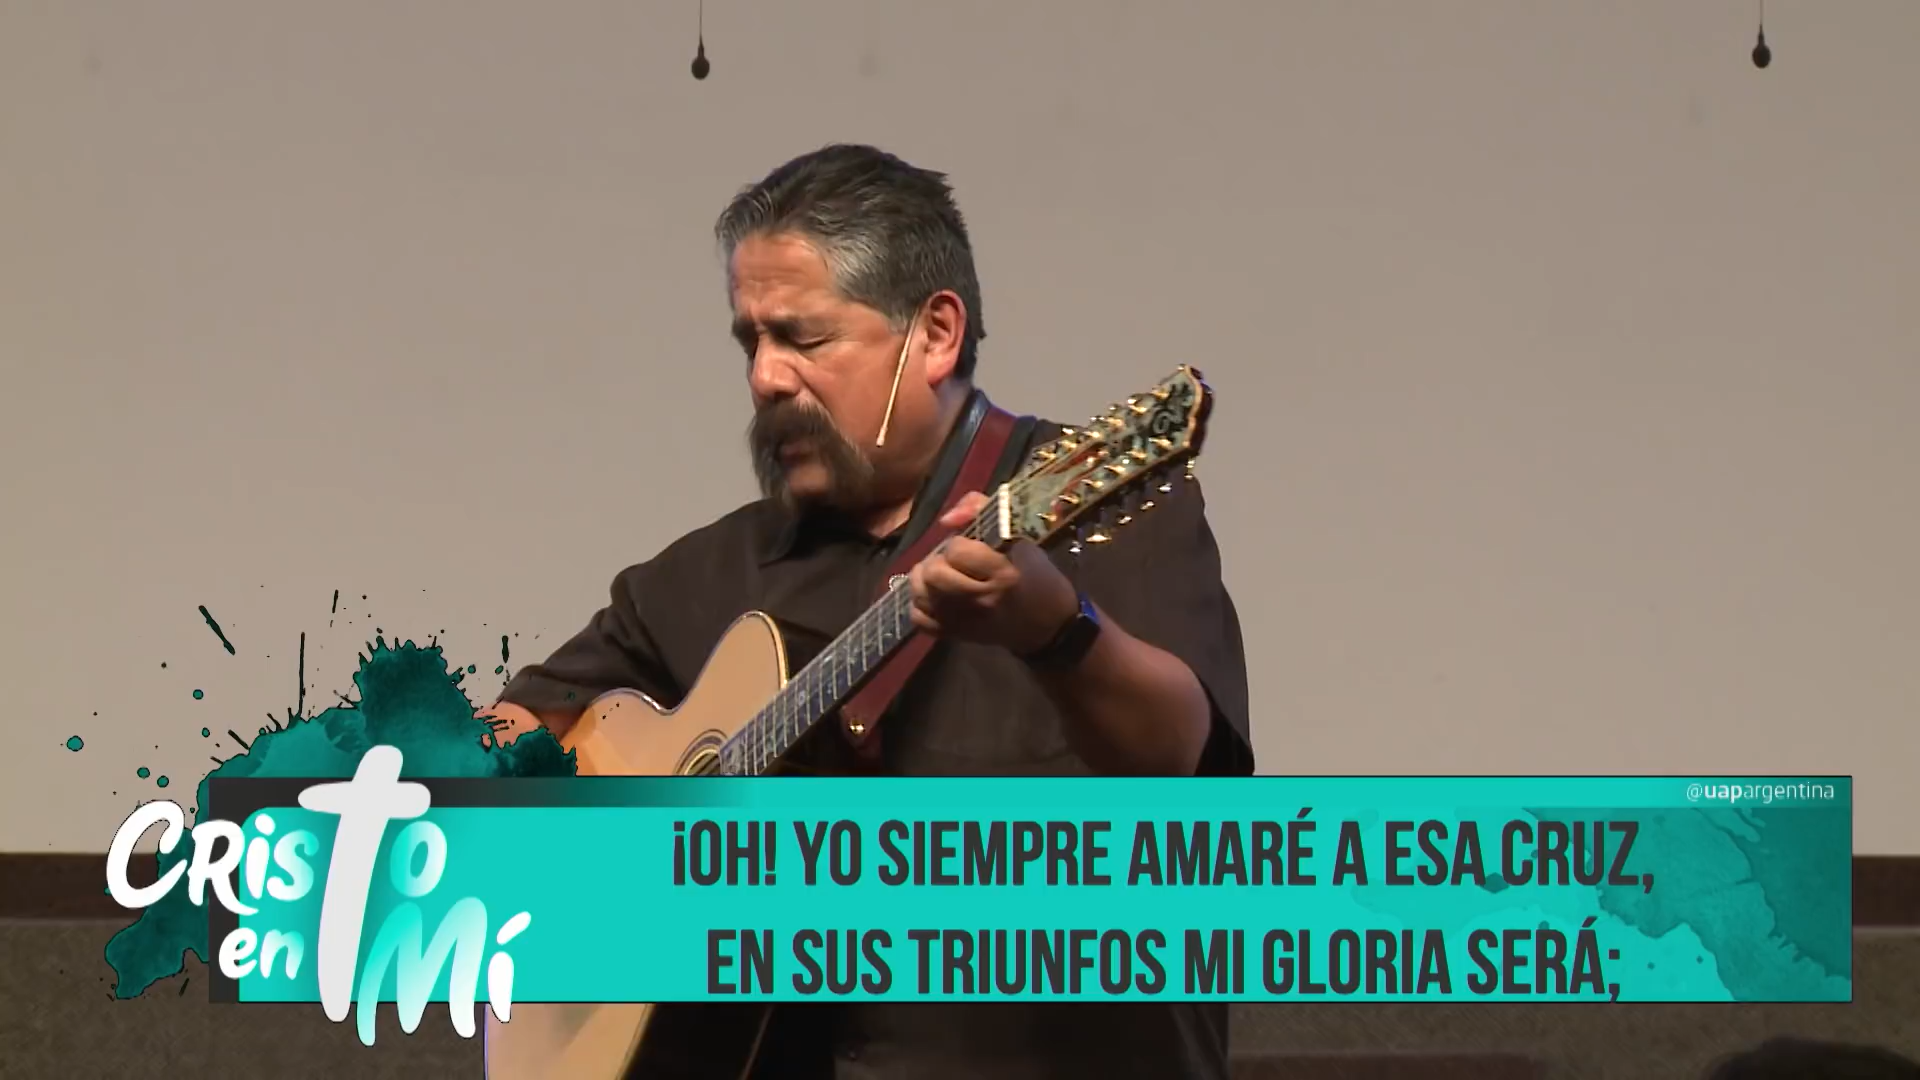 @uapargentina
CRISTO
en
Mí
¡OH! YO SIEMPRE AMARÉ A ESA CRUZ,
EN SUS TRIUNFOS MI GLORIA SERÁ;